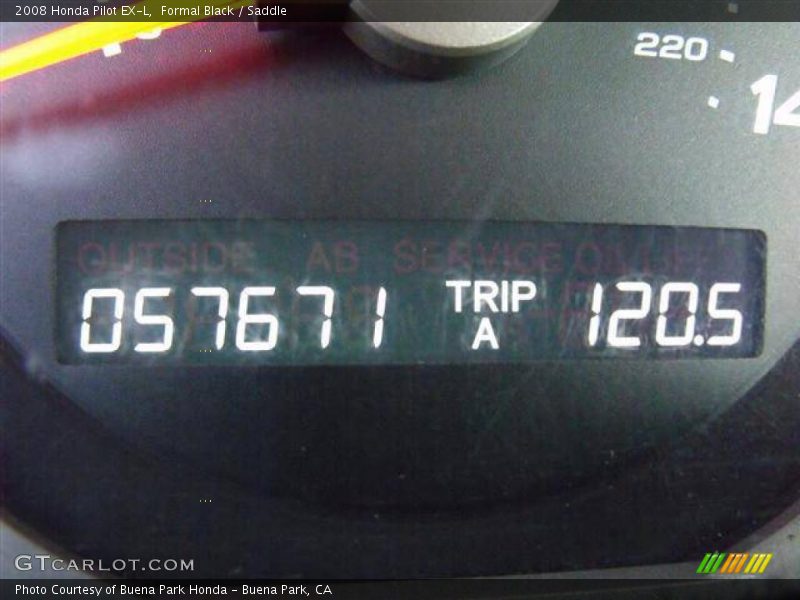 2008 Honda Pilot EX-L,  Formal Black / Saddle
220
14
OUTSIDE AB SERVICE
057671 TRIP A 120.5
GTCARLOT.COM
Photo Courtesy of Buena Park Honda - Buena Park, CA